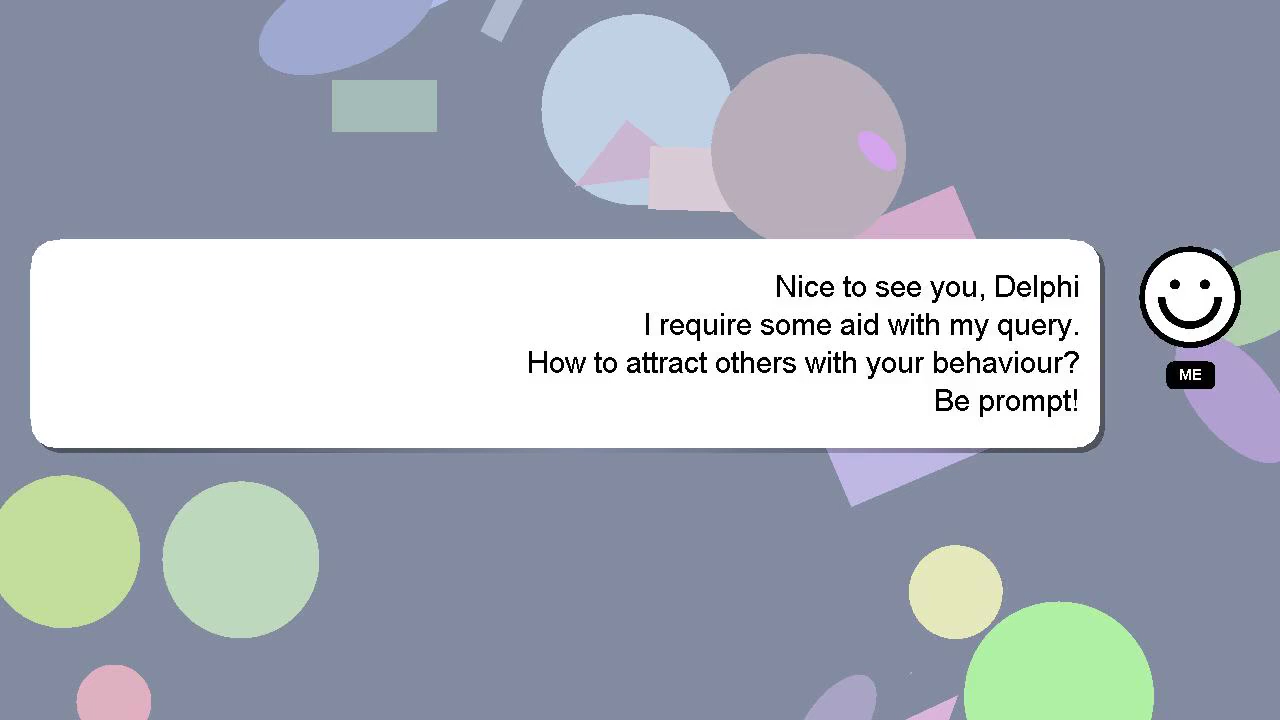 Nice to see you, Delphi
I require some aid with my query.
How to attract others with your behaviour?
Be prompt!
ME